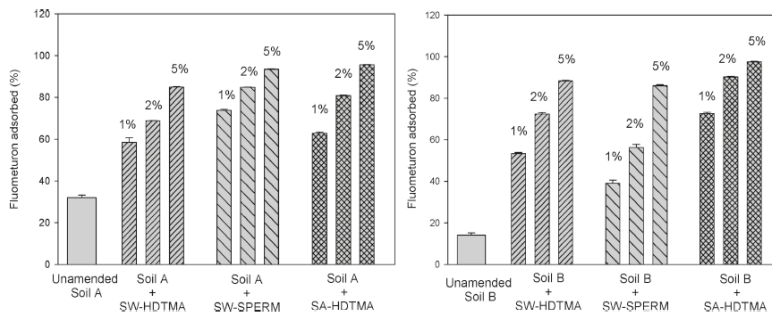 120
100
80
60
40
20
0
Fluometuron adsorbed (%)
1%
2%
5%
1%
2%
5%
1%
2%
5%
Unamended
Soil A
Soil A
+
SW-HDTMA
Soil A
+
SW-SPERM
Soil A
+
SA-HDTMA
120
100
80
60
40
20
0
Fluometuron adsorbed (%)
1%
2%
5%
1%
2%
5%
1%
2%
5%
Unamended
Soil B
Soil B
+
SW-HDTMA
Soil B
+
SW-SPERM
Soil B
+
SA-HDTMA